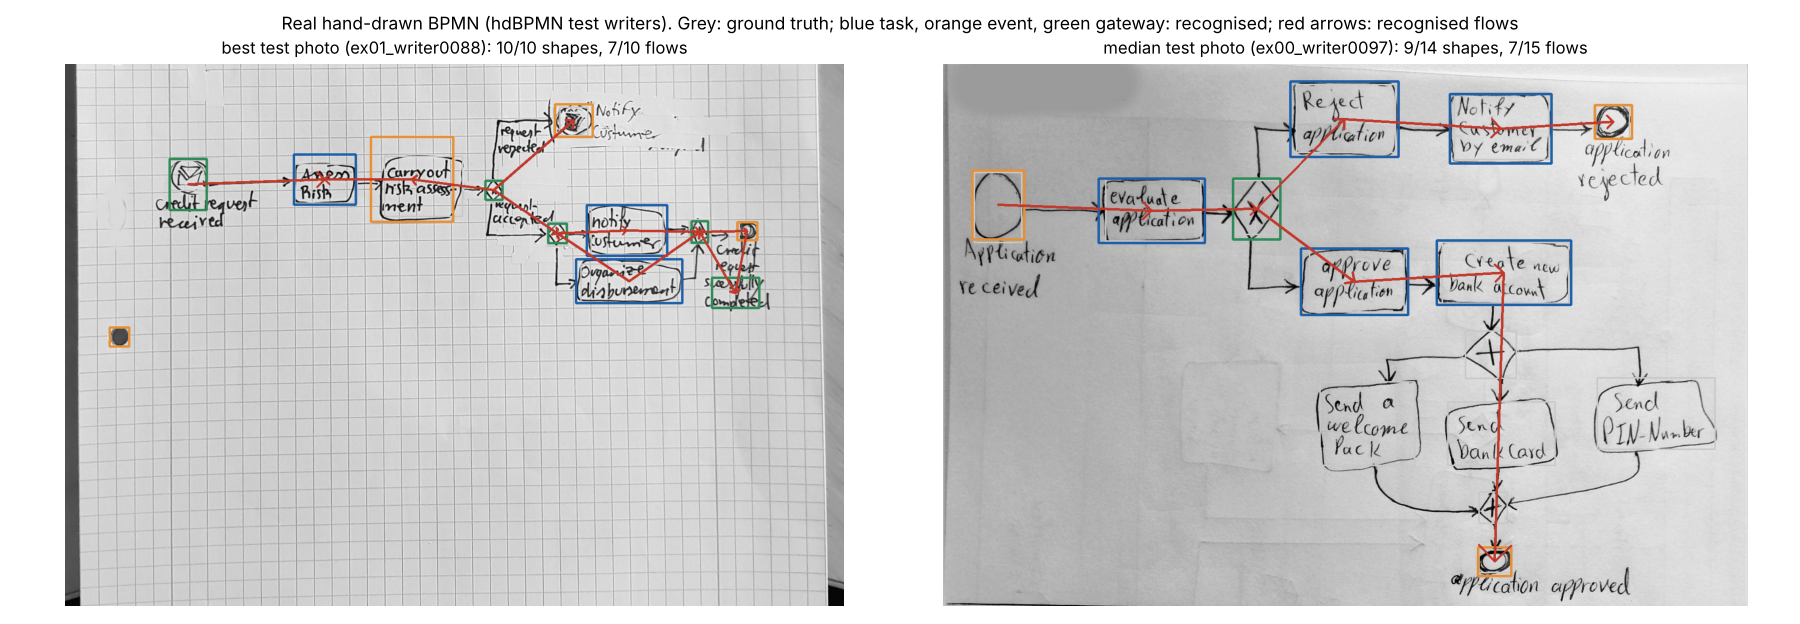 Real hand-drawn BPMN (hdBPMN test writers). Grey: ground truth; blue task, orange event, green gateway: recognised; red arrows: recognised flows
best test photo (ex01_writer0088): 10/10 shapes, 7/10 flows
Notify
Custumer
request
rejected
Risk
Carryout
risk assess-
ment
Credit request
received
request
accepted
notify
custumer
Organize
disbursement
Credit
request
completed
median test photo (ex00_writer0097): 9/14 shapes, 7/15 flows
Reject
application
Notify
Customer
by email
application
rejected
evaluate
application
Application
received
approve
application
Create new
bank account
Send a
welcome
Pack
Send
bank Card
Send
PIN-Number
application approved